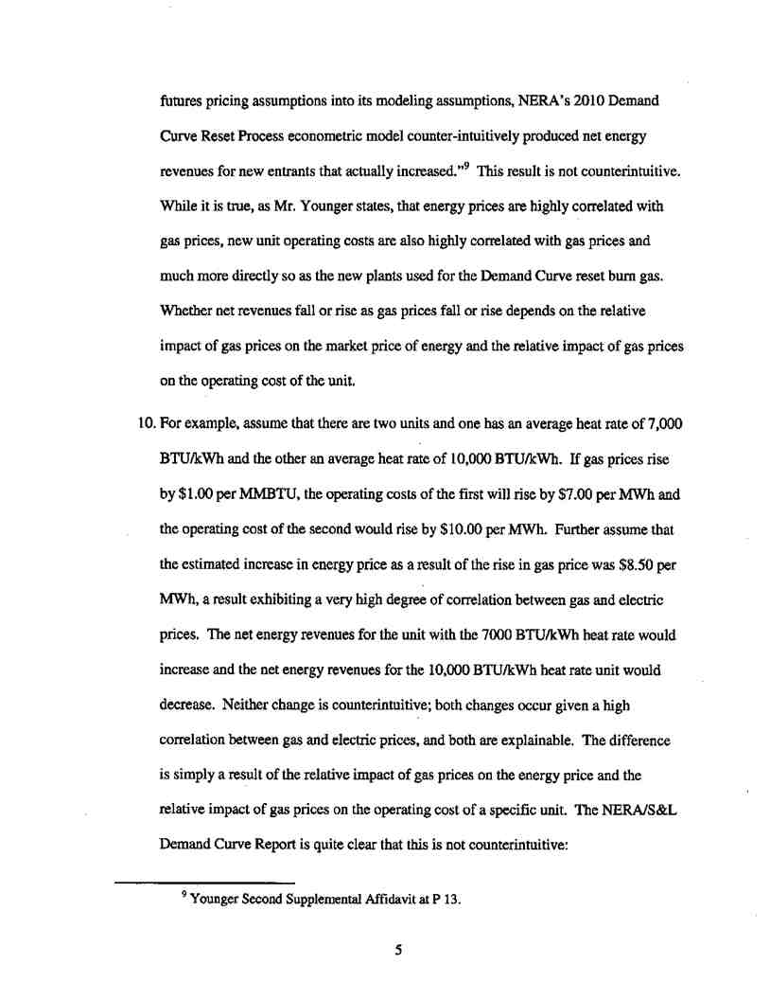 futures pricing assumptions into its modeling assumptions, NERA's 2010 Demand
Curve Reset Process econometric model counter-intuitively produced net energy
revenues for new entrants that actually increased."9 This result is not counterintuitive.
While it is true, as Mr. Younger states, that energy prices are highly correlated with
gas prices, new unit operating costs are also highly correlated with gas prices and
much more directly so as the new plants used for the Demand Curve reset burn gas.
Whether net revenues fall or rise as gas prices fall or rise depends on the relative
impact of gas prices on the market price of energy and the relative impact of gas prices
on the operating cost of the unit.
10. For example, assume that there are two units and one has an average heat rate of 7,000
BTU/kWh and the other an average heat rate of 10,000 BTU/kWh. If gas prices rise
by $1.00 per MMBTU, the operating costs of the first will rise by $7.00 per MWh and
the operating cost of the second would rise by $10.00 per MWh. Further assume that
the estimated increase in energy price as a result of the rise in gas price was $8.50 per
MWh, a result exhibiting a very high degree of correlation between gas and electric
prices. The net energy revenues for the unit with the 7000 BTU/kWh heat rate would
increase and the net energy revenues for the 10,000 BTU/kWh heat rate unit would
decrease. Neither change is counterintuitive; both changes occur given a high
correlation between gas and electric prices, and both are explainable. The difference
is simply a result of the relative impact of gas prices on the energy price and the
relative impact of gas prices on the operating cost of a specific unit. The NERA/S&L
Demand Curve Report is quite clear that this is not counterintuitive:
9 Younger Second Supplemental Affidavit at P 13.
5